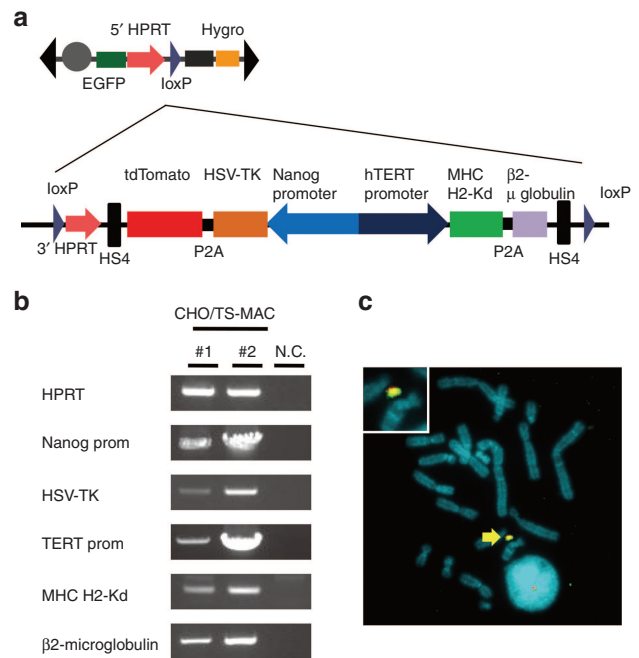 a
5′ HPRT
Hygro
EGFP
loxP
loxP
tdTomato
HSV-TK
Nanog
promoter
hTERT
promoter
MHC
H2-Kd
β2-
μ globulin
loxP
3′ HPRT
HS4
P2A
P2A
HS4
b
CHO/TS-MAC
#1
#2
N.C.
HPRT
Nanog prom
HSV-TK
TERT prom
MHC H2-Kd
β2-microglobulin
c